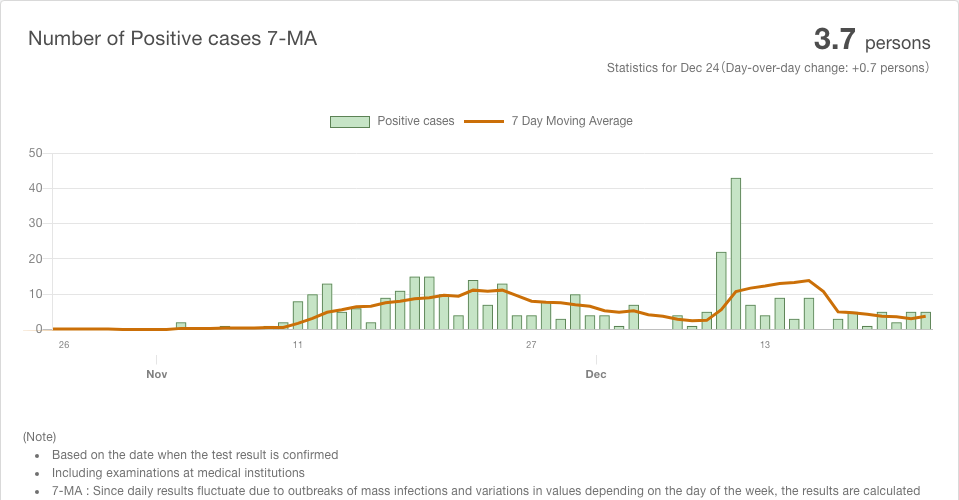 Number of Positive cases 7-MA
3.7 persons
Statistics for Dec 24(Day-over-day change: +0.7 persons)
Positive cases 7 Day Moving Average
50
40
30
20
10
0
26 11 27 13
Nov Dec
(Note)
• Based on the date when the test result is confirmed
• Including examinations at medical institutions
• 7-MA : Since daily results fluctuate due to outbreaks of mass infections and variations in values depending on the day of the week, the results are calculated